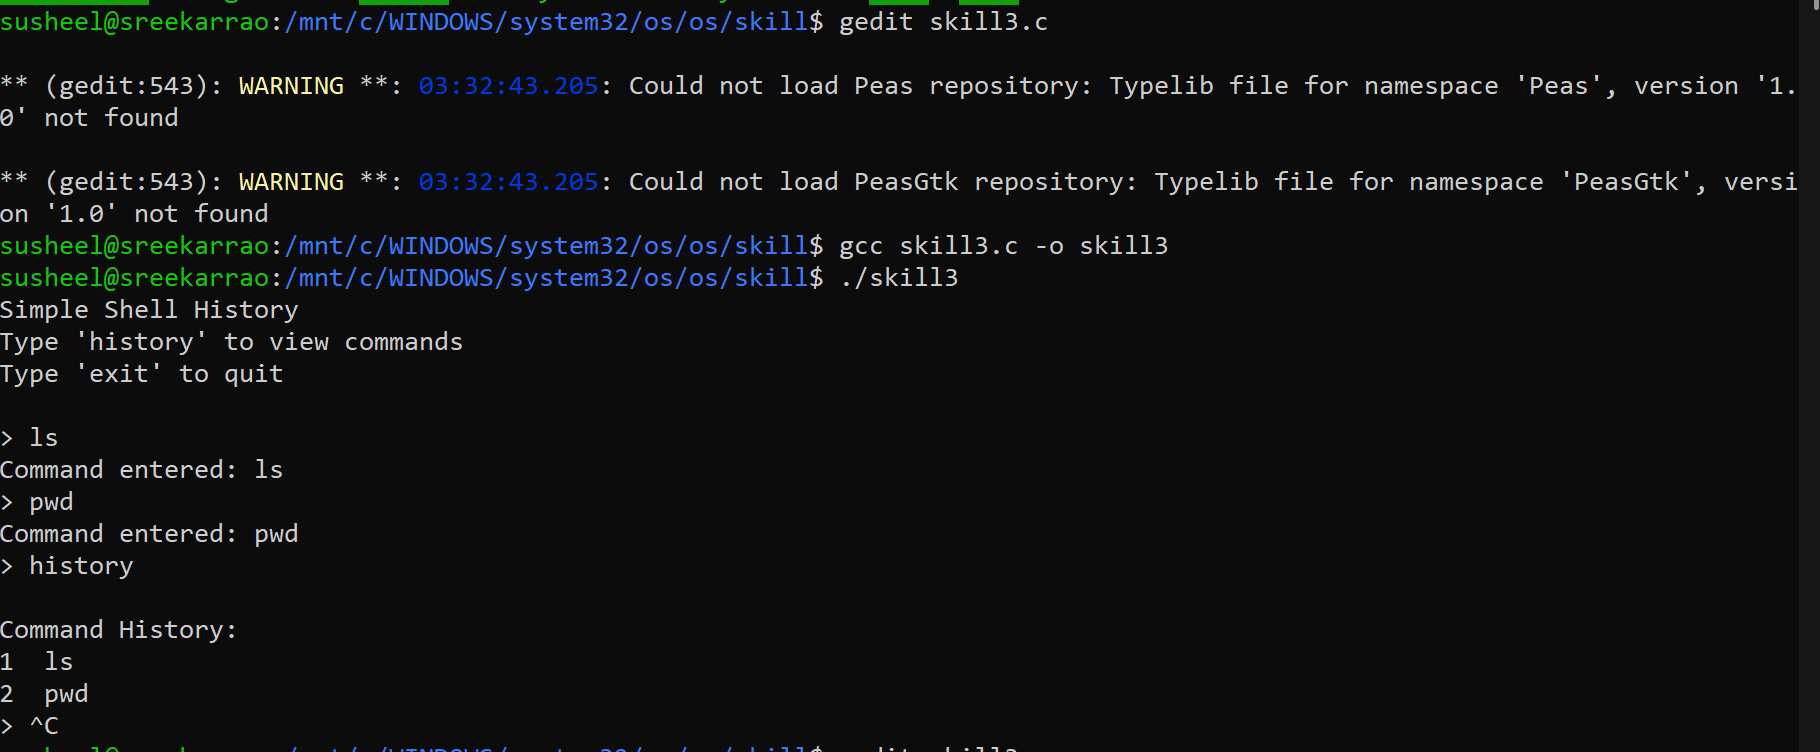 susheel@sreekarrao:/mnt/c/WINDOWS/system32/os/os/skill$ gedit skill3.c
** (gedit:543): WARNING **: 03:32:43.205: Could not load Peas repository: Typelib file for namespace 'Peas', version '1.
0' not found
** (gedit:543): WARNING **: 03:32:43.205: Could not load PeasGtk repository: Typelib file for namespace 'PeasGtk', versi
on '1.0' not found
susheel@sreekarrao:/mnt/c/WINDOWS/system32/os/os/skill$ gcc skill3.c -o skill3
susheel@sreekarrao:/mnt/c/WINDOWS/system32/os/os/skill$ ./skill3
Simple Shell History
Type 'history' to view commands
Type 'exit' to quit
> ls
Command entered: ls
> pwd
Command entered: pwd
> history
Command History:
1  ls
2  pwd
> ^C